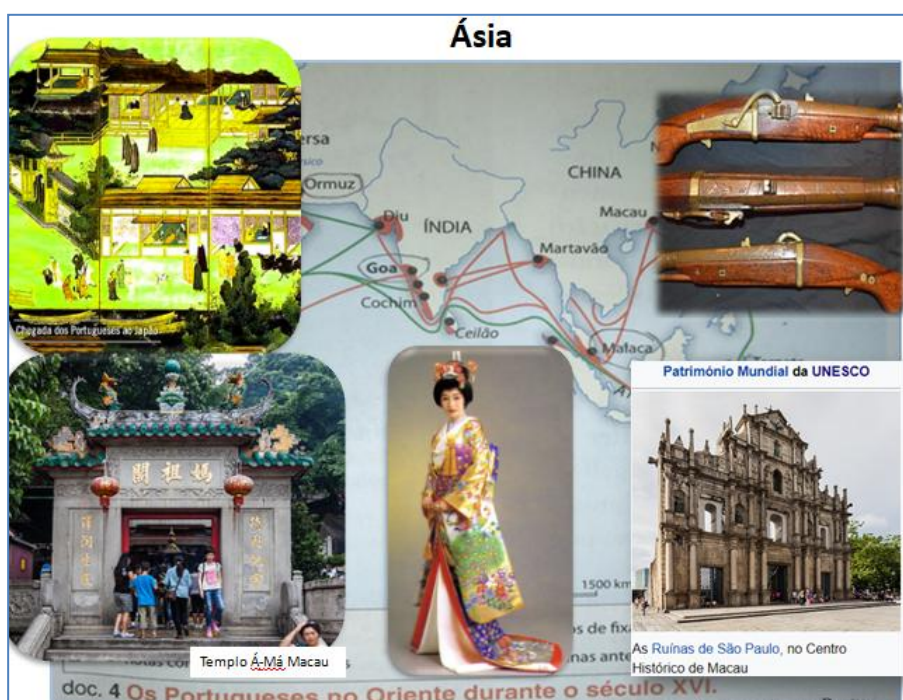 Ásia
Chegada dos Portugueses ao Japão
ersa
Ormuz
Diu
ÍNDIA
CHINA
Macau
Martavão
Goa
Cochim
Ceilão
Malaca
媽祖閣
Templo Á-Má Macau
1500 km
Património Mundial da UNESCO
As Ruínas de São Paulo, no Centro
Histórico de Macau
doc. 4 Os Portugueses no Oriente durante o século XVI.